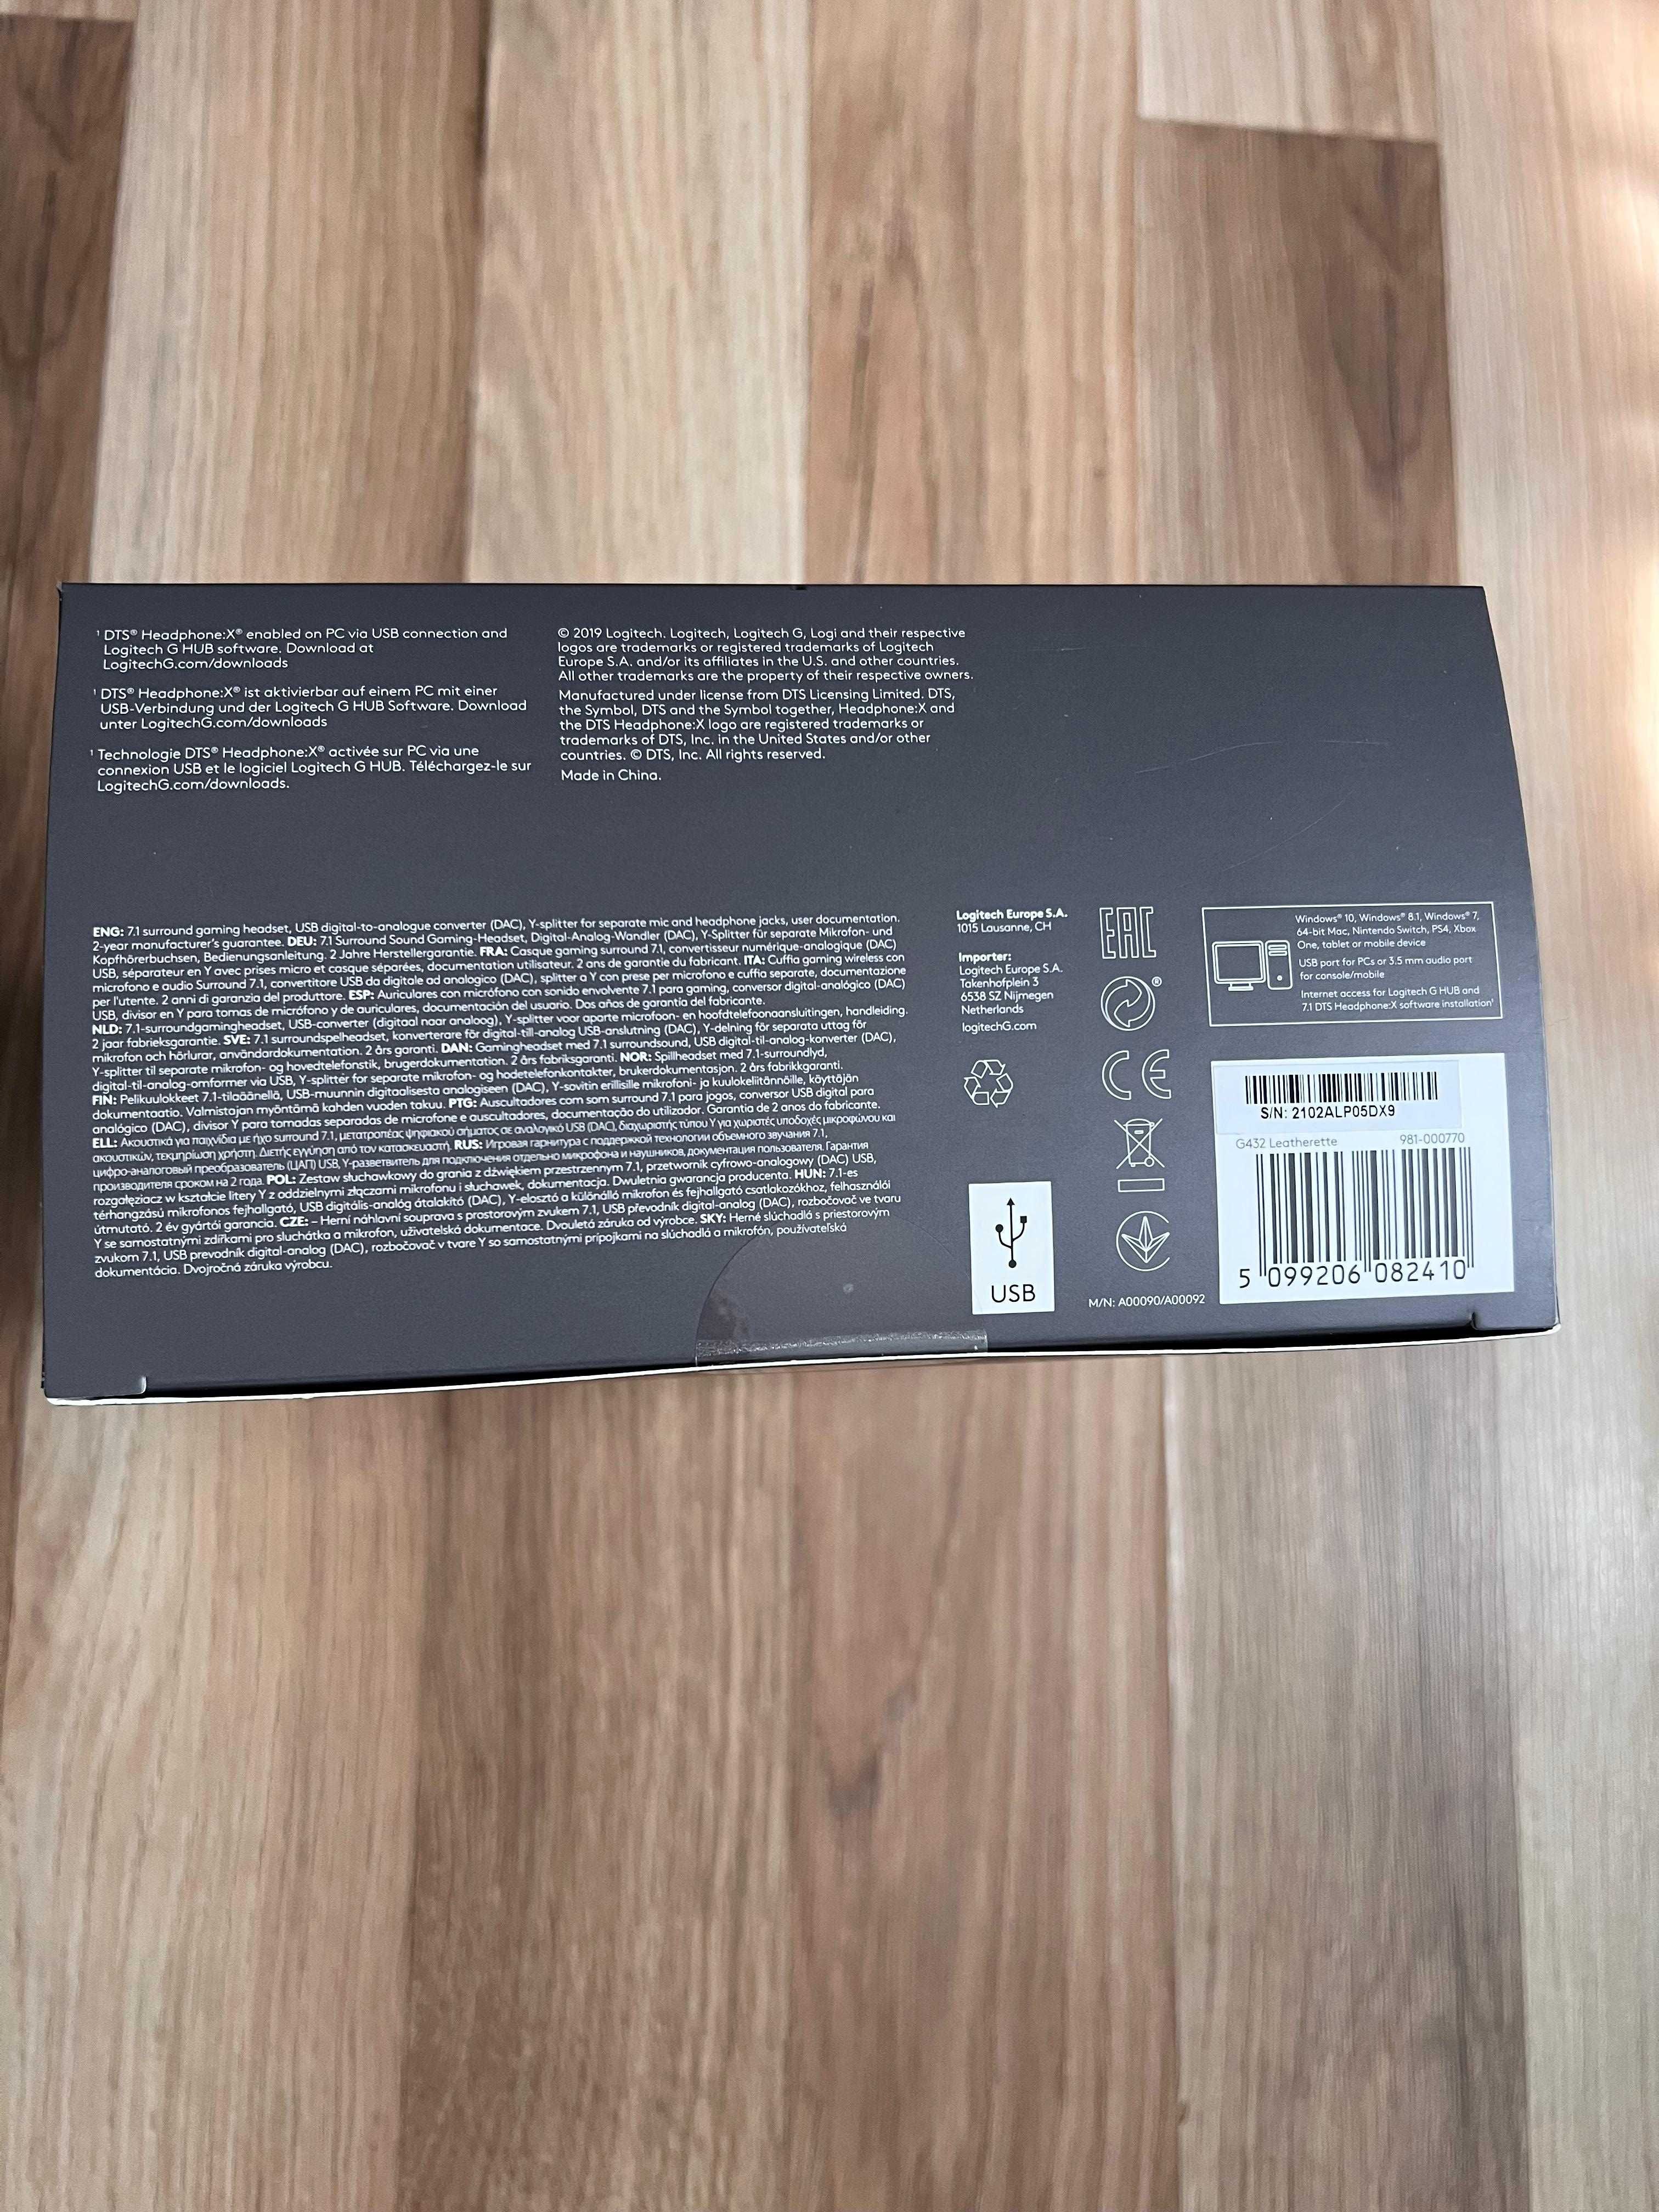 ¹ DTS® Headphone:X® enabled on PC via USB connection and
Logitech G HUB software. Download at
LogitechG.com/downloads
¹ DTS® Headphone:X® ist aktivierbar auf einem PC mit einer
USB-Verbindung und der Logitech G HUB Software. Download
unter LogitechG.com/downloads
¹ Technologie DTS® Headphone:X® activée sur PC via une
connexion USB et le logiciel Logitech G HUB. Téléchargez-le sur
LogitechG.com/downloads.
© 2019 Logitech. Logitech, Logitech G, Logi and their respective
logos are trademarks or registered trademarks of Logitech
Europe S.A. and/or its affiliates in the U.S. and other countries.
All other trademarks are the property of their respective owners.
Manufactured under license from DTS Licensing Limited. DTS,
the Symbol, DTS and the Symbol together, Headphone:X and
the DTS Headphone:X logo are registered trademarks or
trademarks of DTS, Inc. in the United States and/or other
countries. © DTS, Inc. All rights reserved.
Made in China.
ENG: 7.1 surround gaming headset, USB digital-to-analogue converter (DAC), Y-splitter for separate mic and headphone jacks, user documentation.
2-year manufacturer's guarantee. DEU: 7.1 Surround Sound Gaming-Headset, Digital-Analog-Wandler (DAC), Y-Splitter für separate Mikrofon- und
Kopfhörerbuchsen, Bedienungsanleitung. 2 Jahre Herstellergarantie. FRA: Casque gaming surround 7.1, convertisseur numérique-analogique (DAC)
USB, séparateur en Y avec prises micro et casque séparées, documentation utilisateur. 2 ans de garantie du fabricant. ITA: Cuffia gaming wireless con
microfono e audio Surround 7.1, convertitore USB da digitale ad analogico (DAC), splitter a Y con prese per microfono e cuffia separate, documentazione
per l'utente. 2 anni di garanzia del produttore. ESP: Auriculares con micrófono con sonido envolvente 7.1 para gaming, conversor digital-analógico (DAC)
USB, divisor en Y para tomas de micrófono y de auriculares, documentación del usuario. Dos años de garantía del fabricante.
NLD: 7.1-surroundgamingheadset, USB-converter (digitaal naar analoog), Y-splitter voor aparte microfoon- en hoofdtelefoonaansluitingen, handleiding.
2 jaar fabrieksgarantie. SVE: 7.1 surroundspelheadset, konverterare för digital-till-analog USB-anslutning (DAC), Y-delning för separata uttag för
mikrofon och hörlurar, användardokumentation. 2 års garanti. DAN: Gamingheadset med 7.1 surroundsound, USB digital-til-analog-konverter (DAC),
Y-splitter til separate mikrofon- og hovedtelefonstik, brugerdokumentation. 2 års fabriksgaranti. NOR: Spillheadset med 7.1-surroundlyd,
digital-til-analog-omformer via USB, Y-splitter for separate mikrofon- og hodetelefonkontakter, brukerdokumentasjon. 2 års fabrikkgaranti.
FIN: Pelikuulokkeet 7.1-tilaäänellä, USB-muunnin digitaalisesta analogiseen (DAC), Y-sovitin erillisille mikrofoni- ja kuulokeliitännöille, käyttäjän
dokumentaatio. Valmistajan myöntämä kahden vuoden takuu. PTG: Auscultadores com som surround 7.1 para jogos, conversor USB digital para
analógico (DAC), divisor Y para tomadas separadas de microfone e auscultadores, documentação do utilizador. Garantia de 2 anos do fabricante.
ELL: Ακουστικά για παιχνίδια με ήχο surround 7.1, μετατροπέας ψηφιακού σήματος σε αναλογικό USB (DAC), διαχωριστής τύπου Y για χωριστές υποδοχές μικροφώνου και
ακουστικών, τεκμηρίωση χρήστη. Διετής εγγύηση από τον κατασκευαστή. RUS: Игровая гарнитура с поддержкой технологии объемного звучания 7.1,
цифро-аналоговый преобразователь (ЦАП) USB, Y-разветвитель для подключения отдельно микрофона и наушников, документация пользователя. Гарантия
производителя сроком на 2 года. POL: Zestaw słuchawkowy do grania z dźwiękiem przestrzennym 7.1, przetwornik cyfrowo-analogowy (DAC) USB,
rozgałęziacz w kształcie litery Y z oddzielnymi złączami mikrofonu i słuchawek, dokumentacja. Dwuletnia gwarancja producenta. HUN: 7.1-es
térhangzású mikrofonos fejhallgató, USB digitális-analóg átalakító (DAC), Y-elosztó a különálló mikrofon és fejhallgató csatlakozókhoz, felhasználói
útmutató. 2 év gyártói garancia. CZE: – Herní náhlavní souprava s prostorovým zvukem 7.1, USB převodník digital-analog (DAC), rozbočovač ve tvaru
Y se samostatnými zdířkami pro sluchátka a mikrofon, uživatelská dokumentace. Dvouletá záruka od výrobce. SKY: Herné slúchadlá s priestorovým
zvukom 7.1, USB prevodník digital-analog (DAC), rozbočovač v tvare Y so samostatnými prípojkami na slúchadlá a mikrofón, používateľská
dokumentácia. Dvojročná záruka výrobcu.
Logitech Europe S.A.
1015 Lausanne, CH
Importer:
Logitech Europe S.A.
Takenhofplein 3
6538 SZ Nijmegen
Netherlands
logitechG.com
USB
EAC
®
CE
M/N: A00090/A00092
Windows® 10, Windows® 8.1, Windows® 7,
64-bit Mac, Nintendo Switch, PS4, Xbox
One, tablet or mobile device
USB port for PCs or 3.5 mm audio port
for console/mobile
Internet access for Logitech G HUB and
7.1 DTS Headphone:X software installation¹
S/N: 2102ALP05DX9
G432 Leatherette 981-000770
5 099206 082410